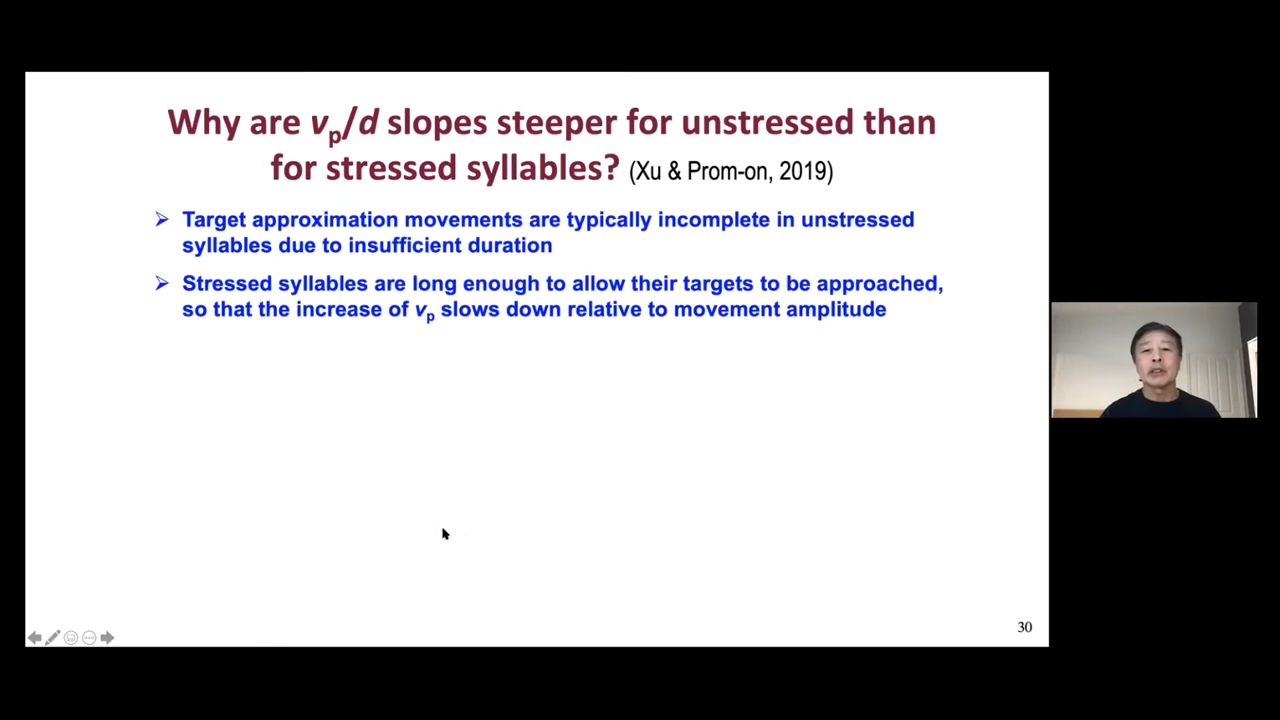 Why are vp/d slopes steeper for unstressed than
for stressed syllables? (Xu & Prom-on, 2019)
➢ Target approximation movements are typically incomplete in unstressed
syllables due to insufficient duration
➢ Stressed syllables are long enough to allow their targets to be approached,
so that the increase of vp slows down relative to movement amplitude
30